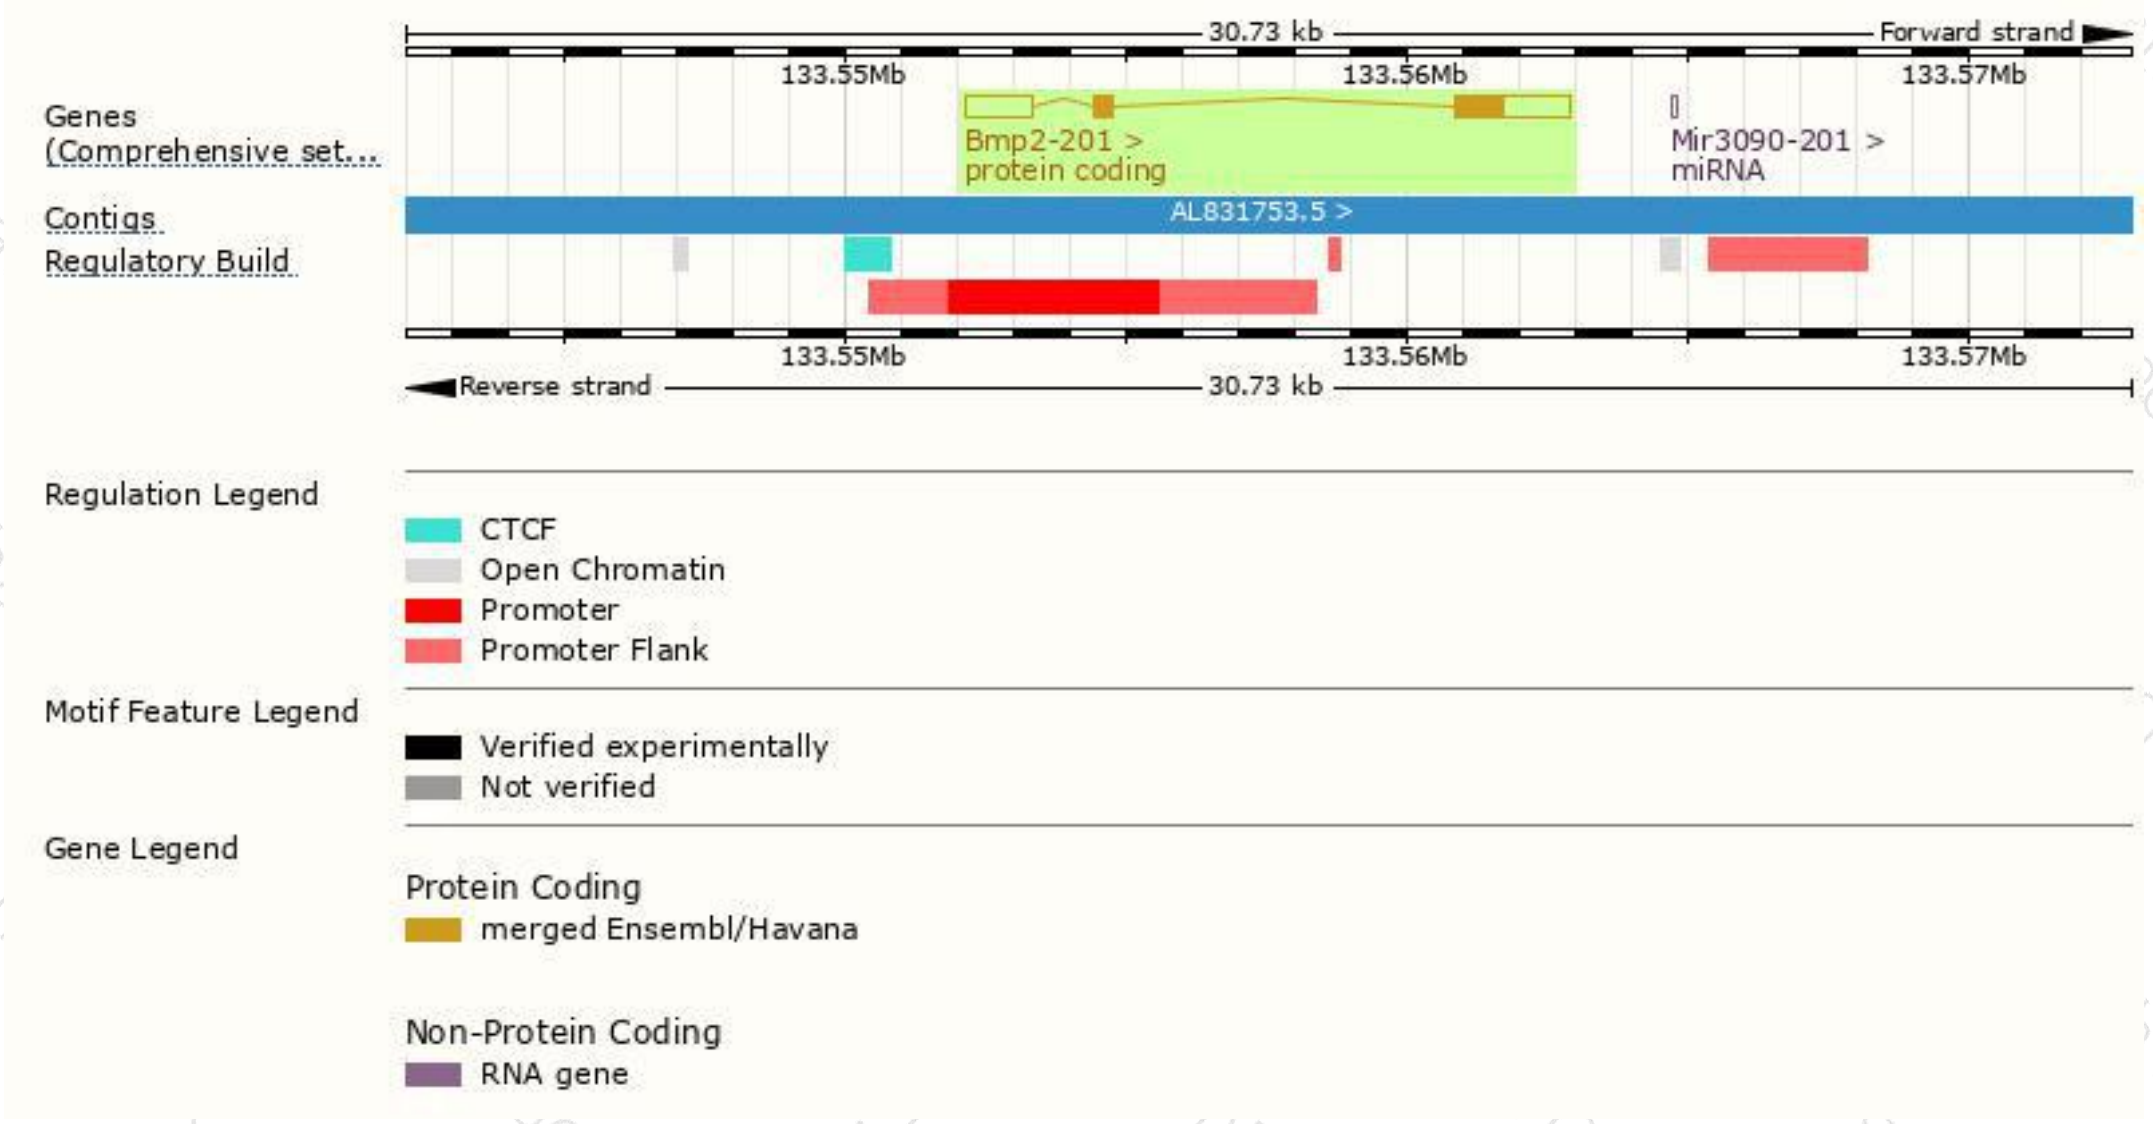 30.73 kb
Forward strand
133.55Mb 133.56Mb 133.57Mb
Genes
(Comprehensive set...
Bmp2-201 >
protein coding
Mir3090-201 >
miRNA
Contigs
AL831753.5 >
Regulatory Build
133.55Mb 133.56Mb 133.57Mb
Reverse strand
30.73 kb
Regulation Legend
CTCF
Open Chromatin
Promoter
Promoter Flank
Motif Feature Legend
Verified experimentally
Not verified
Gene Legend
Protein Coding
merged Ensembl/Havana
Non-Protein Coding
RNA gene